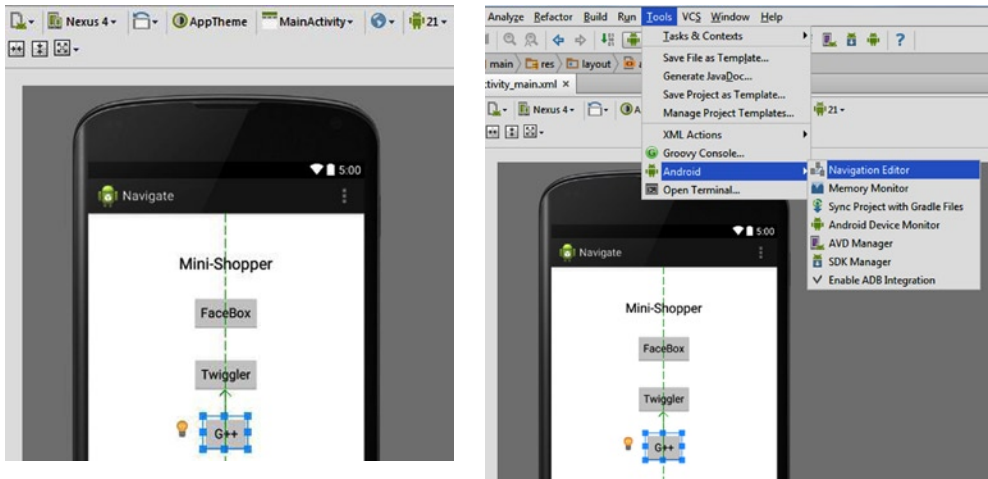 Nexus 4 AppTheme MainActivity 21
5:00
Navigate
Mini-Shopper
FaceBox
Twiggler
G++
Analyze Refactor Build Run Tools VCS Window Help
main res layout
tivity_main.xml ×
Nexus 4 A 21
Tasks & Contexts
Save File as Template...
Generate JavaDoc...
Save Project as Template...
Manage Project Templates...
XML Actions
G Groovy Console...
Android
Open Terminal...
Navigation Editor
Memory Monitor
Sync Project with Gradle Files
Android Device Monitor
AVD Manager
SDK Manager
Enable ADB Integration
5:00
Navigate
Mini-Shopper
FaceBox
Twiggler
G++